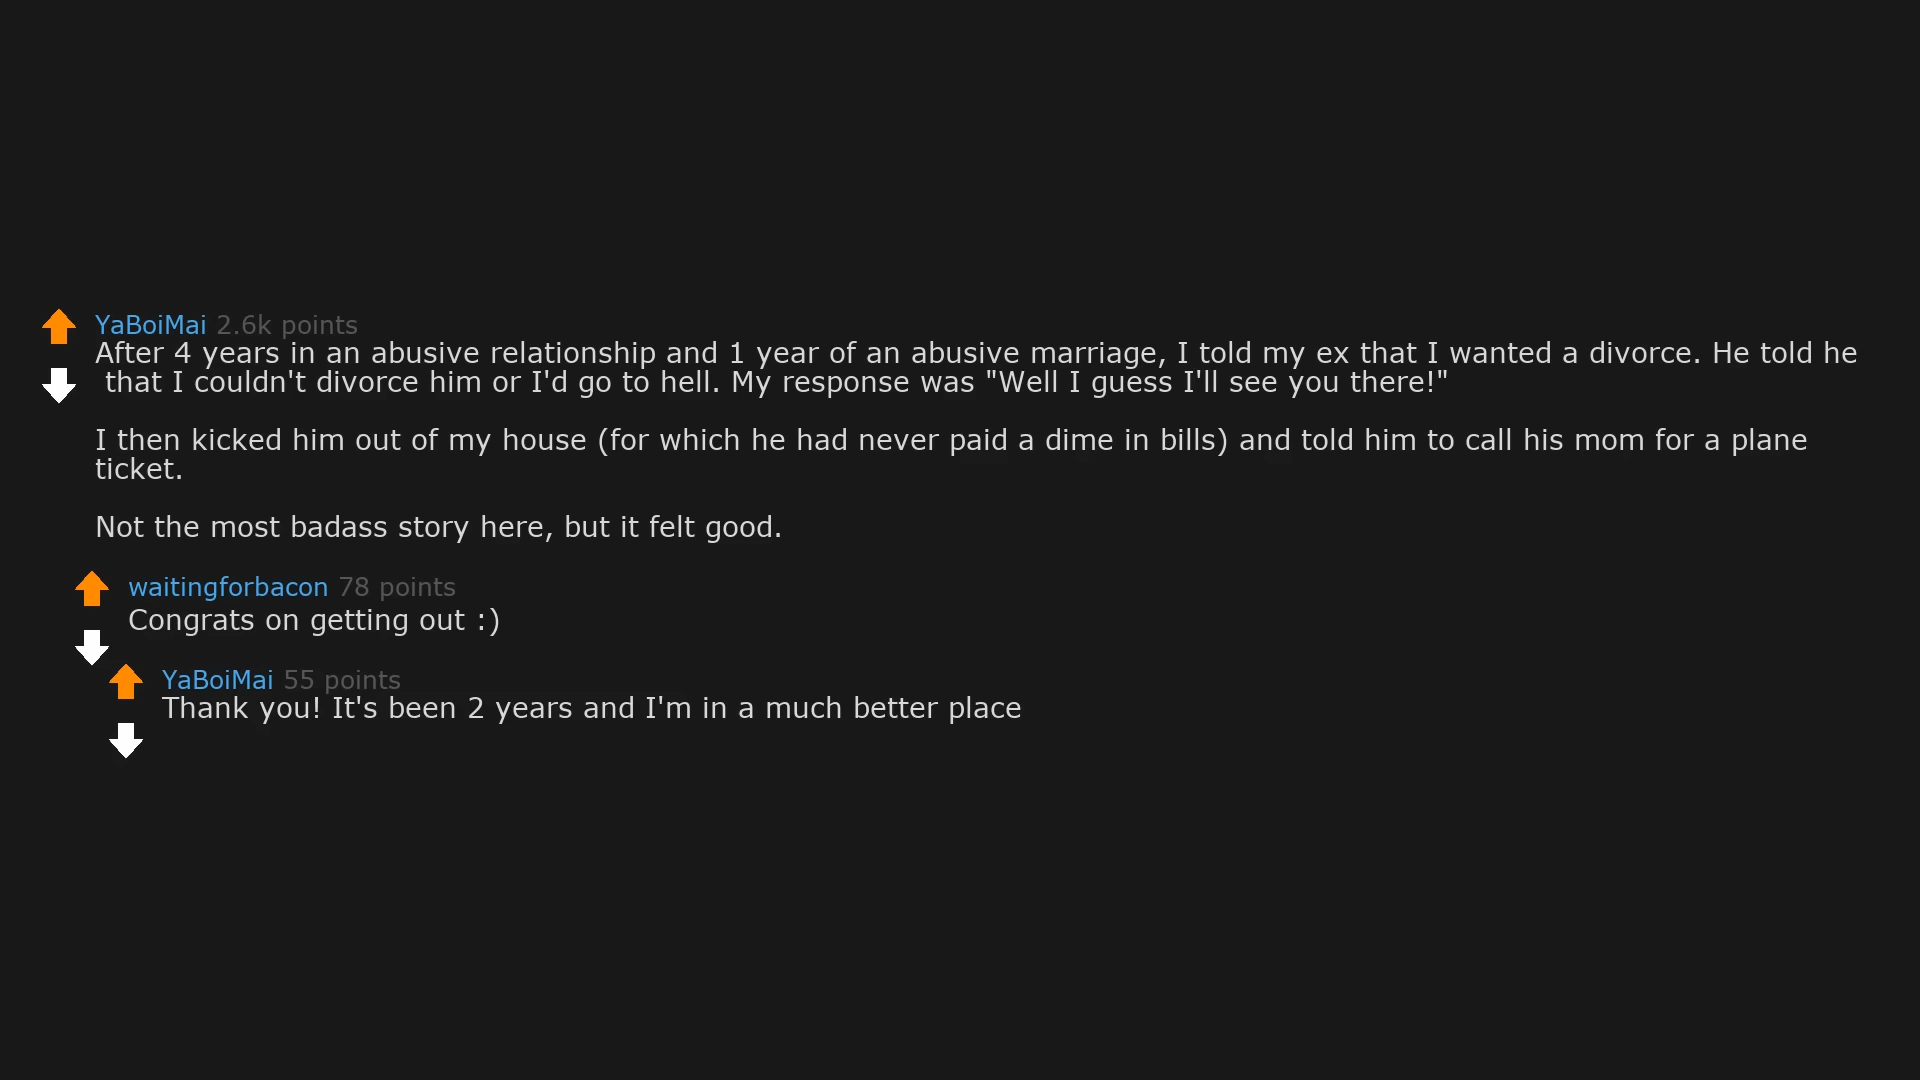 YaBoiMai 2.6k points
After 4 years in an abusive relationship and 1 year of an abusive marriage, I told my ex that I wanted a divorce. He told he
that I couldn't divorce him or I'd go to hell. My response was "Well I guess I'll see you there!"
I then kicked him out of my house (for which he had never paid a dime in bills) and told him to call his mom for a plane
ticket.
Not the most badass story here, but it felt good.
waitingforbacon 78 points
Congrats on getting out :)
YaBoiMai 55 points
Thank you! It's been 2 years and I'm in a much better place